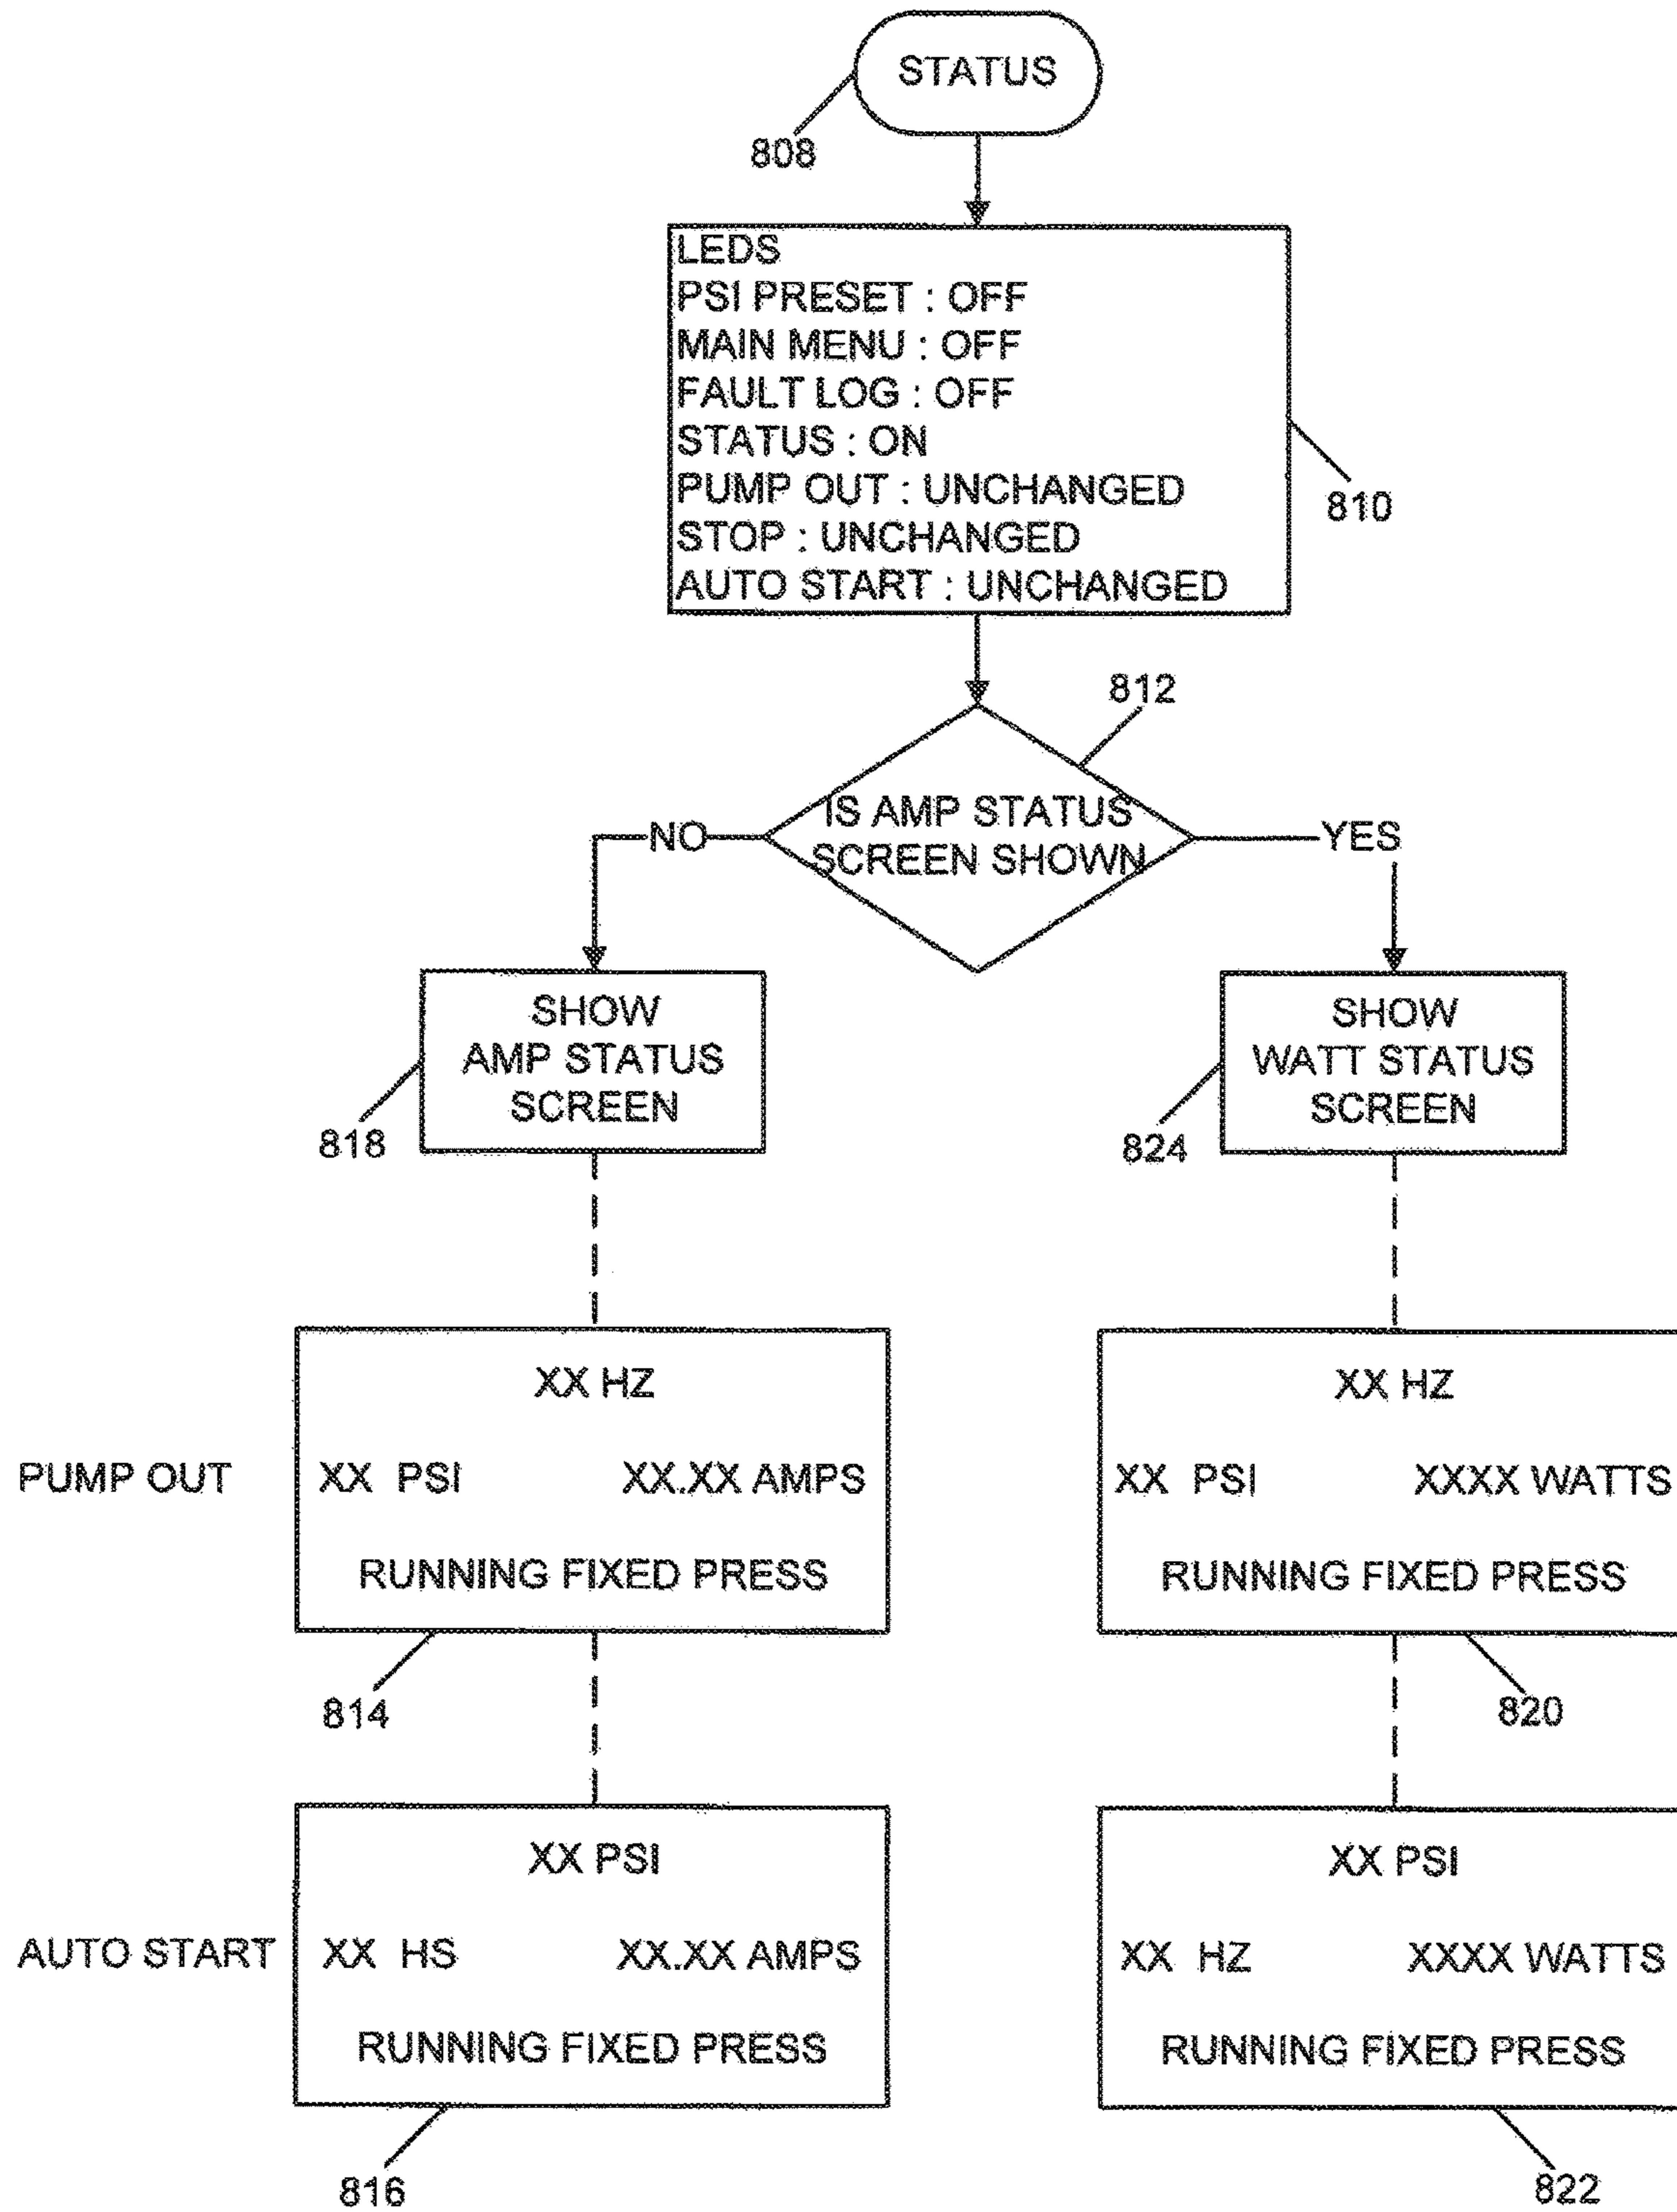 STATUS
808
LEDS
PSI PRESET : OFF
MAIN MENU : OFF
FAULT LOG : OFF
STATUS : ON
PUMP OUT : UNCHANGED
STOP : UNCHANGED
AUTO START : UNCHANGED
810
812
IS AMP STATUS
SCREEN SHOWN
NO
YES
SHOW
AMP STATUS
SCREEN
818
SHOW
WATT STATUS
SCREEN
824
PUMP OUT
XX HZ
XX PSI XX.XX AMPS
RUNNING FIXED PRESS
814
XX HZ
XX PSI XXXX WATTS
RUNNING FIXED PRESS
820
AUTO START
XX PSI
XX HS XX.XX AMPS
RUNNING FIXED PRESS
816
XX PSI
XX HZ XXXX WATTS
RUNNING FIXED PRESS
822